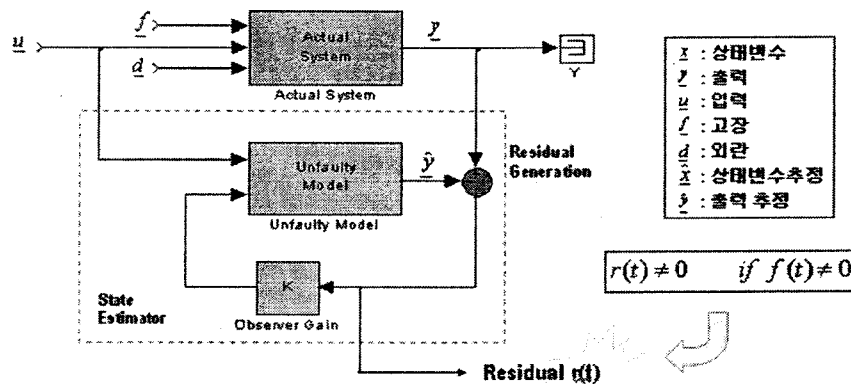 f
u
d
Actual
System
Actual System
y
Y
x : 상태변수
y : 출력
u : 입력
f : 고장
d : 외란
x̂ : 상태변수추정
ŷ : 출력 추정
Unfaulty
Model
Unfaulty Model
ŷ
Residual
Generation
r(t) ≠ 0 if f(t) ≠ 0
K
Observer Gain
State
Estimator
Residual r(t)